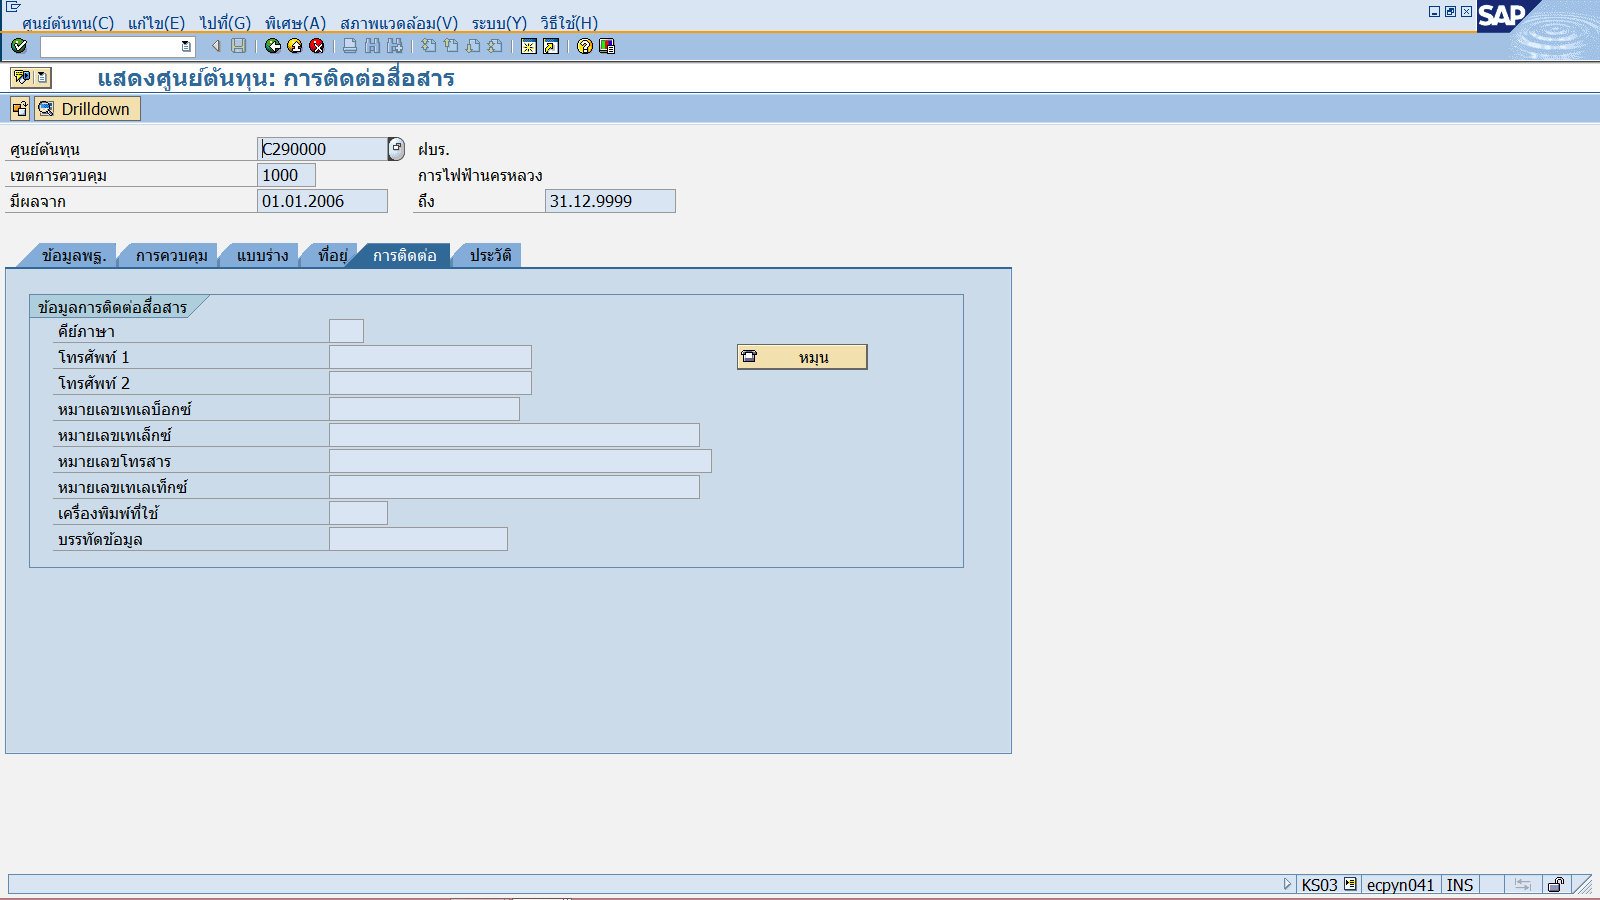 ศูนย์ต้นทุน(C) แก้ไข(E) ไปที่(G) พิเศษ(A) สภาพแวดล้อม(V) ระบบ(Y) วิธีใช้(H)
SAP
แสดงศูนย์ต้นทุน: การติดต่อสื่อสาร
Drilldown
ศูนย์ต้นทุน C290000 ฝบร.
เขตการควบคุม 1000 การไฟฟ้านครหลวง
มีผลจาก 01.01.2006 ถึง 31.12.9999
ข้อมูลพฐ. การควบคุม แบบร่าง ที่อยู่ การติดต่อ ประวัติ
ข้อมูลการติดต่อสื่อสาร
คีย์ภาษา
โทรศัพท์ 1 หมุน
โทรศัพท์ 2
หมายเลขเทเลบ็อกซ์
หมายเลขเทเล็กซ์
หมายเลขโทรสาร
หมายเลขเทเลเท็กซ์
เครื่องพิมพ์ที่ใช้
บรรทัดข้อมูล
KS03 ecpyn041 INS